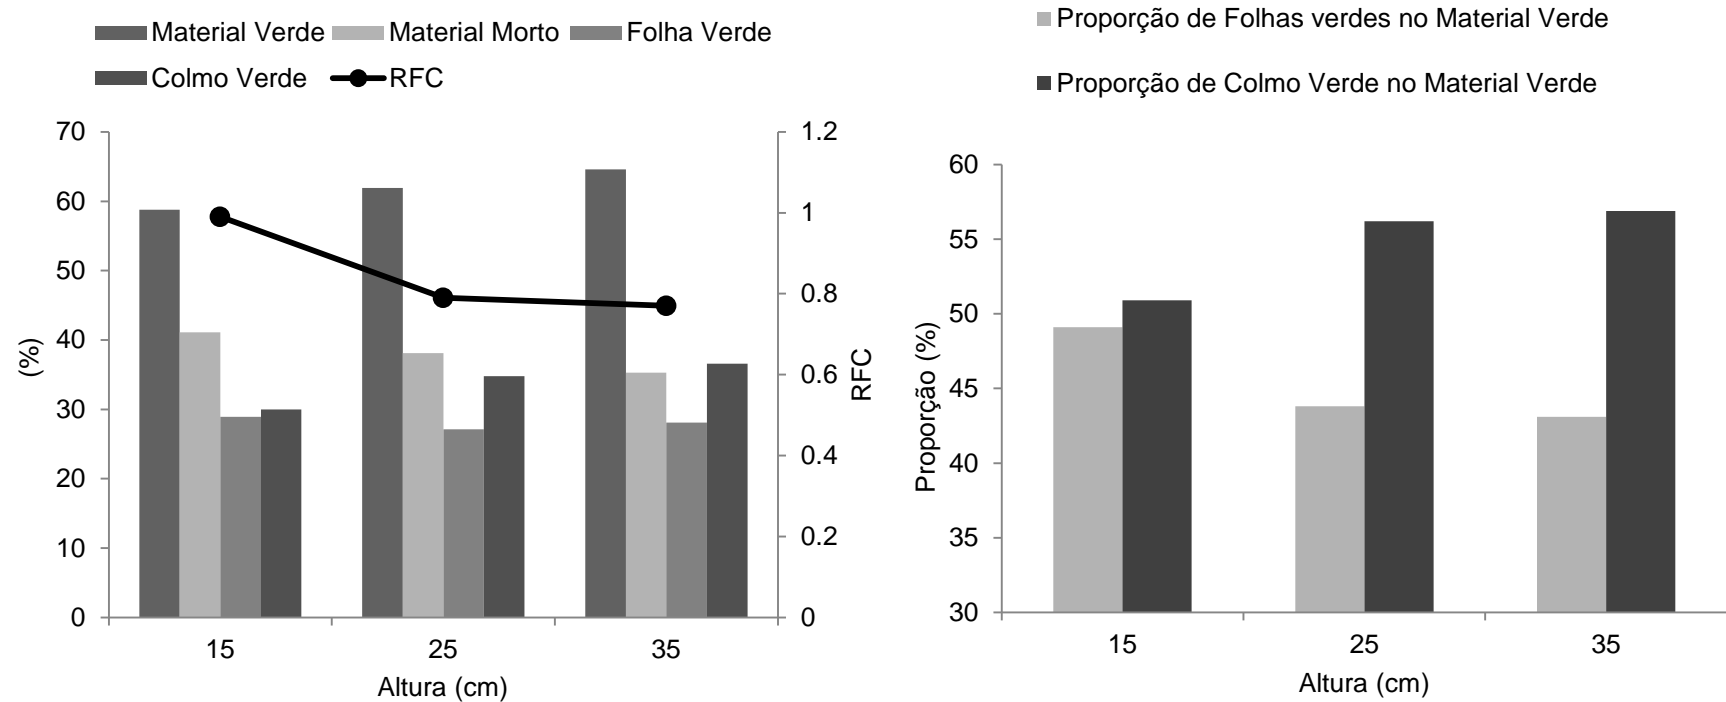 Material Verde Material Morto Folha Verde
Colmo Verde RFC
70
60
50
40
30
20
10
0
(%)
1.2
1
0.8
0.6
0.4
0.2
0
RFC
15 25 35
Altura (cm)
Proporção de Folhas verdes no Material Verde
Proporção de Colmo Verde no Material Verde
60
55
50
45
40
35
30
Proporção (%)
15 25 35
Altura (cm)